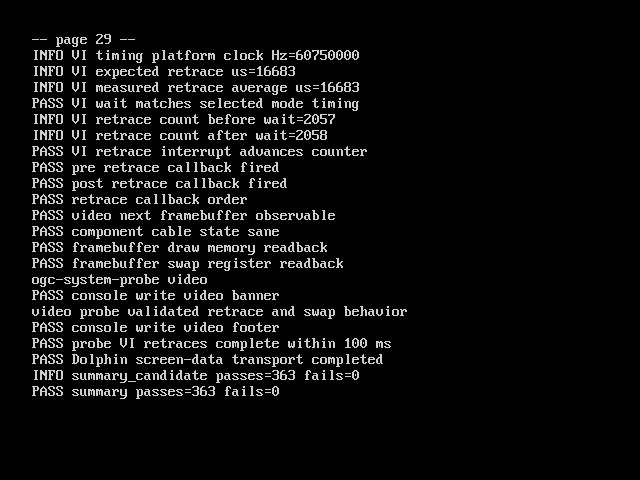 -- page 29 --
INFO VI timing platform clock Hz=60750000
INFO VI expected retrace us=16683
INFO VI measured retrace average us=16683
PASS VI wait matches selected mode timing
INFO VI retrace count before wait=2057
INFO VI retrace count after wait=2058
PASS VI retrace interrupt advances counter
PASS pre retrace callback fired
PASS post retrace callback fired
PASS retrace callback order
PASS video next framebuffer observable
PASS component cable state sane
PASS framebuffer draw memory readback
PASS framebuffer swap register readback
ogc-system-probe video
PASS console write video banner
video probe validated retrace and swap behavior
PASS console write video footer
PASS probe VI retraces complete within 100 ms
PASS Dolphin screen-data transport completed
INFO summary_candidate passes=363 fails=0
PASS summary passes=363 fails=0